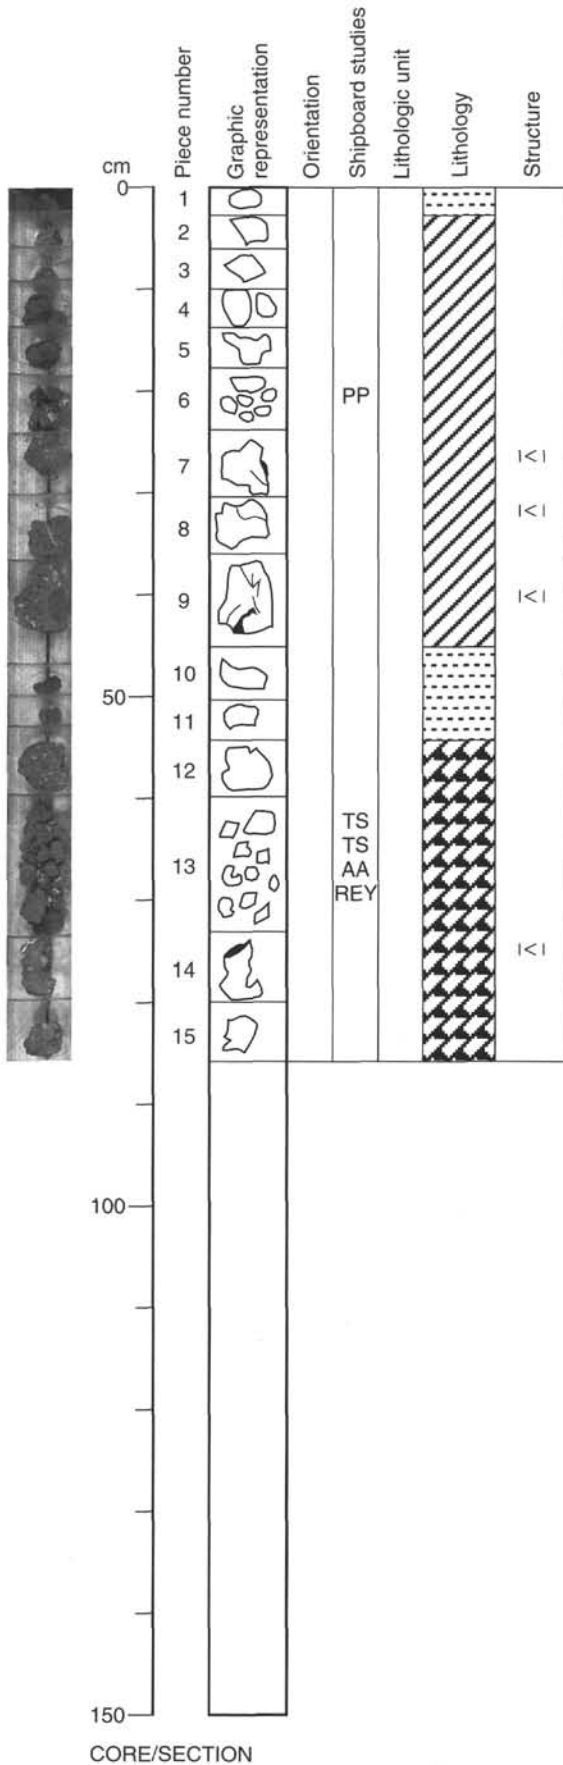 cm
Piece number
Graphic representation
Orientation
Shipboard studies
Lithologic unit
Lithology
Structure
0
1
2
3
4
5
6
PP
7
I<I
8
I<I
9
I<I
10
50
11
12
13
TS
TS
AA
REY
14
I<I
15
100
150
CORE/SECTION